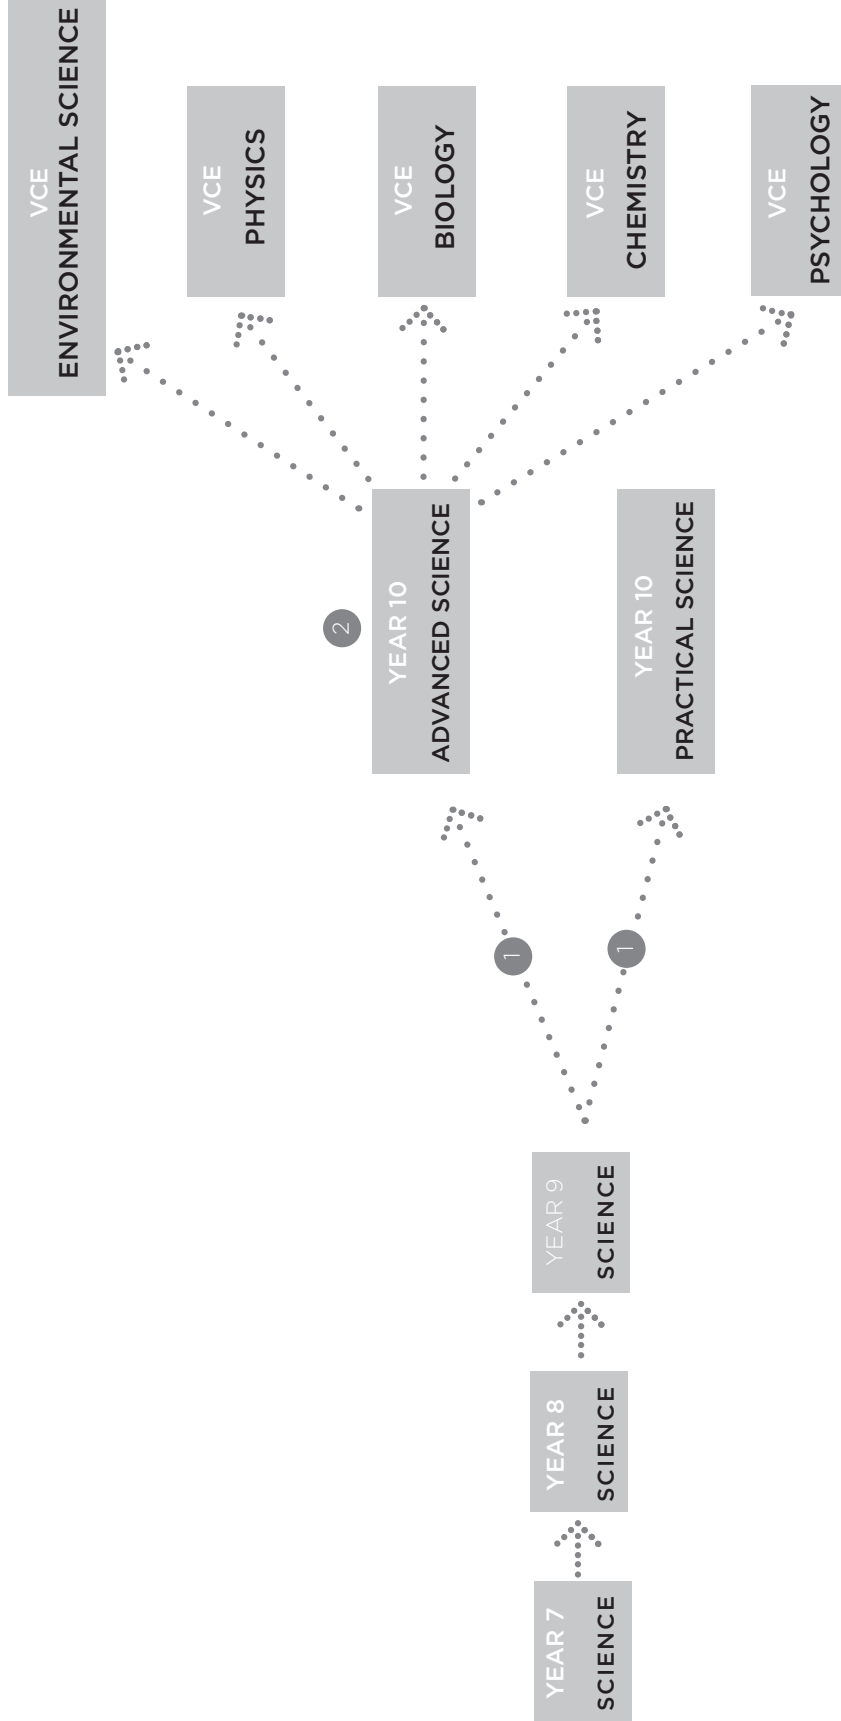 YEAR 7
SCIENCE
YEAR 8
SCIENCE
YEAR 9
SCIENCE
1
1
2
YEAR 10
ADVANCED SCIENCE
YEAR 10
PRACTICAL SCIENCE
VCE
ENVIRONMENTAL SCIENCE
VCE
PHYSICS
VCE
BIOLOGY
VCE
CHEMISTRY
VCE
PSYCHOLOGY